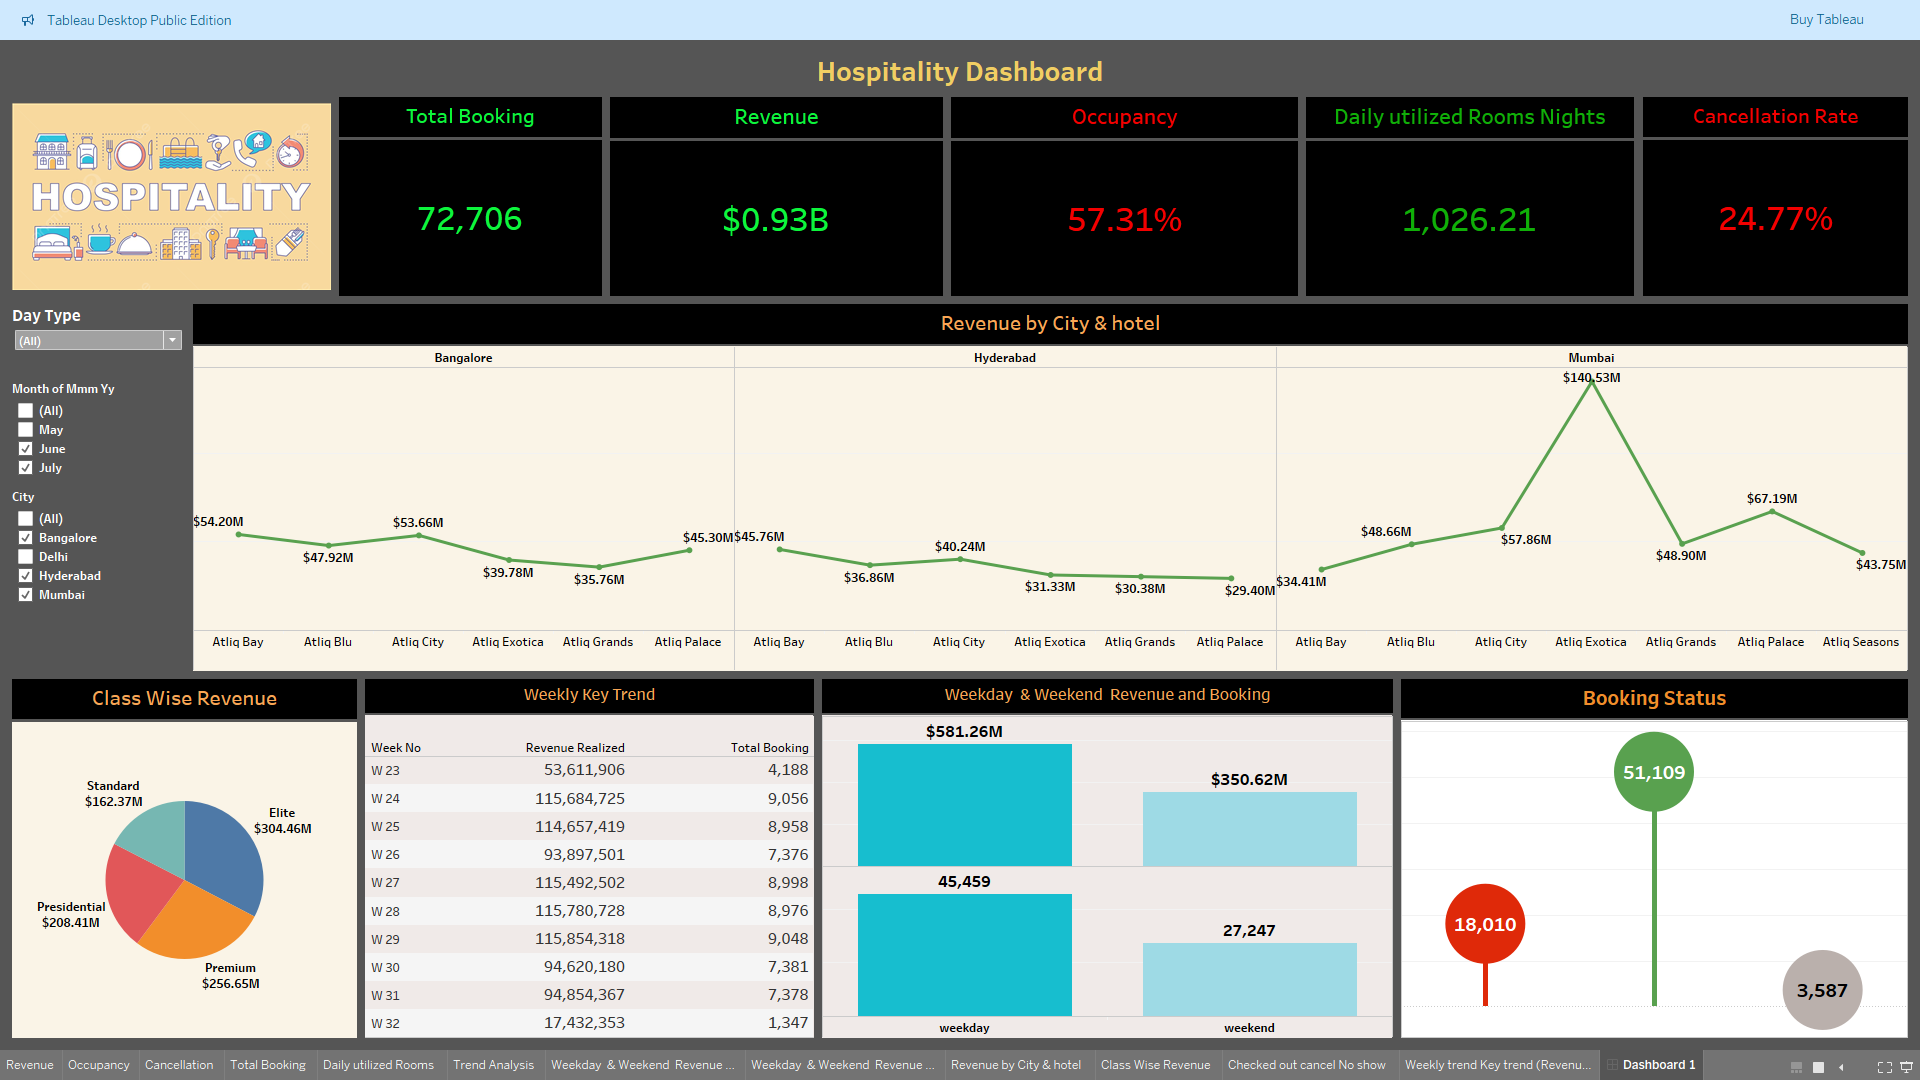 Tableau Desktop Public Edition
Buy Tableau
Hospitality Dashboard
HOSPITALITY
Total Booking
72,706
Revenue
$0.93B
Occupancy
57.31%
Daily utilized Rooms Nights
1,026.21
Cancellation Rate
24.77%
Day Type
(All)
Month of Mmm Yy
(All)
May
June
July
City
(All)
Bangalore
Delhi
Hyderabad
Mumbai
Revenue by City & hotel
Bangalore
$54.20M
$47.92M
$53.66M
$39.78M
$35.76M
$45.30M
Atliq Bay
Atliq Blu
Atliq City
Atliq Exotica
Atliq Grands
Atliq Palace
Hyderabad
$45.76M
$36.86M
$40.24M
$31.33M
$30.38M
$29.40M
Atliq Bay
Atliq Blu
Atliq City
Atliq Exotica
Atliq Grands
Atliq Palace
Mumbai
$34.41M
$48.66M
$57.86M
$140.53M
$48.90M
$67.19M
$43.75M
Atliq Bay
Atliq Blu
Atliq City
Atliq Exotica
Atliq Grands
Atliq Palace
Atliq Seasons
Class Wise Revenue
Standard
$162.37M
Elite
$304.46M
Presidential
$208.41M
Premium
$256.65M
Weekly Key Trend
Week No Revenue Realized Total Booking
W 23 53,611,906 4,188
W 24 115,684,725 9,056
W 25 114,657,419 8,958
W 26 93,897,501 7,376
W 27 115,492,502 8,998
W 28 115,780,728 8,976
W 29 115,854,318 9,048
W 30 94,620,180 7,381
W 31 94,854,367 7,378
W 32 17,432,353 1,347
Weekday & Weekend Revenue and Booking
$581.26M
$350.62M
45,459
27,247
weekday
weekend
Booking Status
51,109
18,010
3,587
Revenue
Occupancy
Cancellation
Total Booking
Daily utilized Rooms
Trend Analysis
Weekday & Weekend Revenue ...
Weekday & Weekend Revenue ...
Revenue by City & hotel
Class Wise Revenue
Checked out cancel No show
Weekly trend Key trend (Revenu...
Dashboard 1